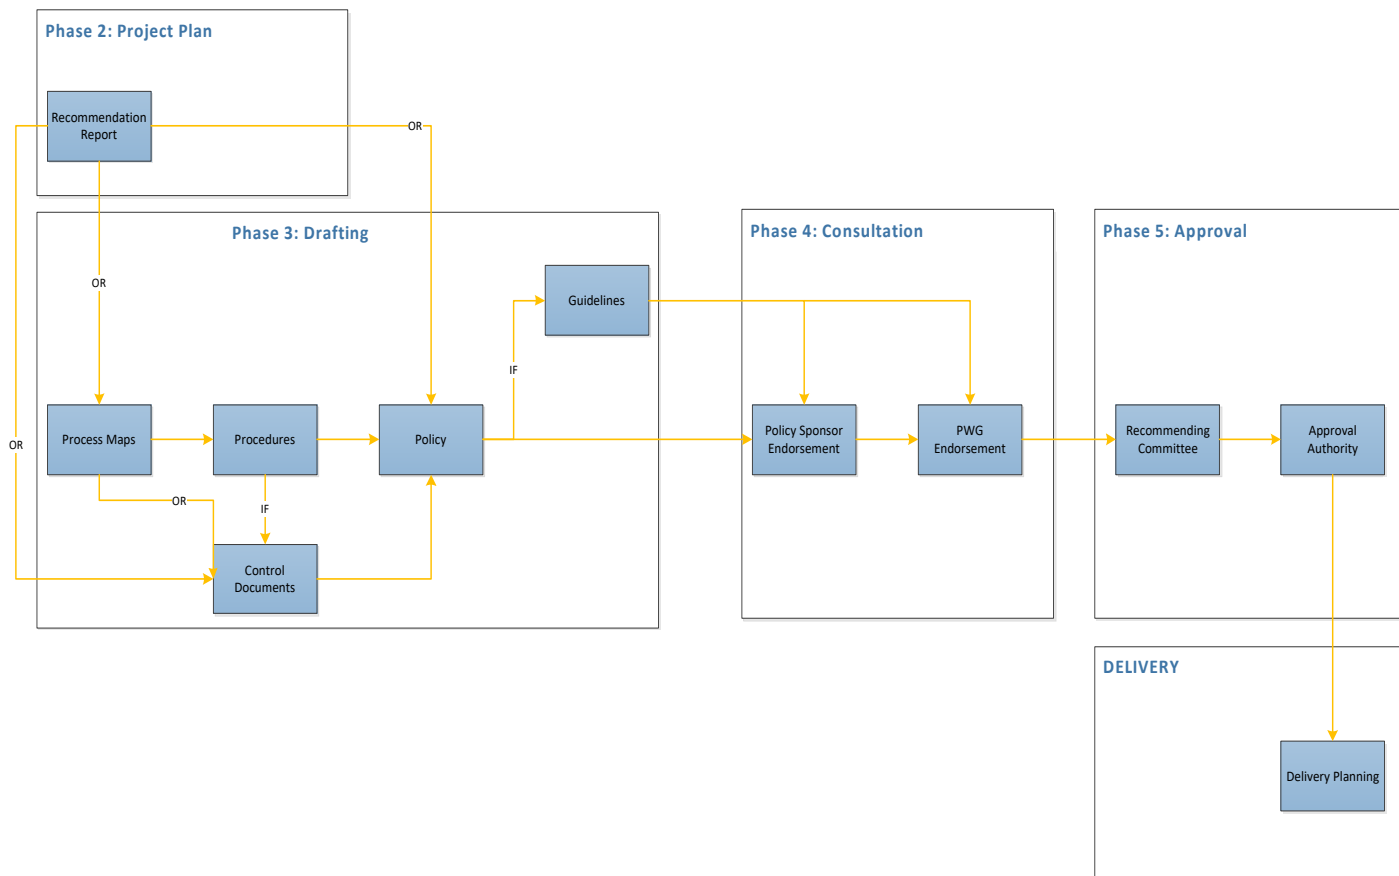 Phase 2: Project Plan
Recommendation
Report
OR
OR
OR
Phase 3: Drafting
Guidelines
IF
Process Maps
Procedures
Policy
OR
IF
Control
Documents
Phase 4: Consultation
Policy Sponsor
Endorsement
PWG
Endorsement
Phase 5: Approval
Recommending
Committee
Approval
Authority
DELIVERY
Delivery Planning